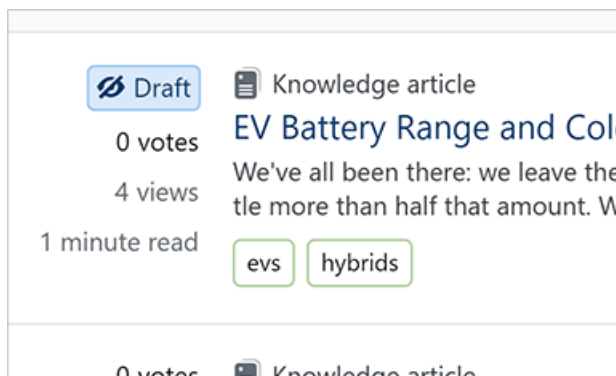 Draft
0 votes
4 views
1 minute read
Knowledge article
EV Battery Range and Col
We've all been there: we leave the
tle more than half that amount. W
evs
hybrids
0 votes
Knowledge article